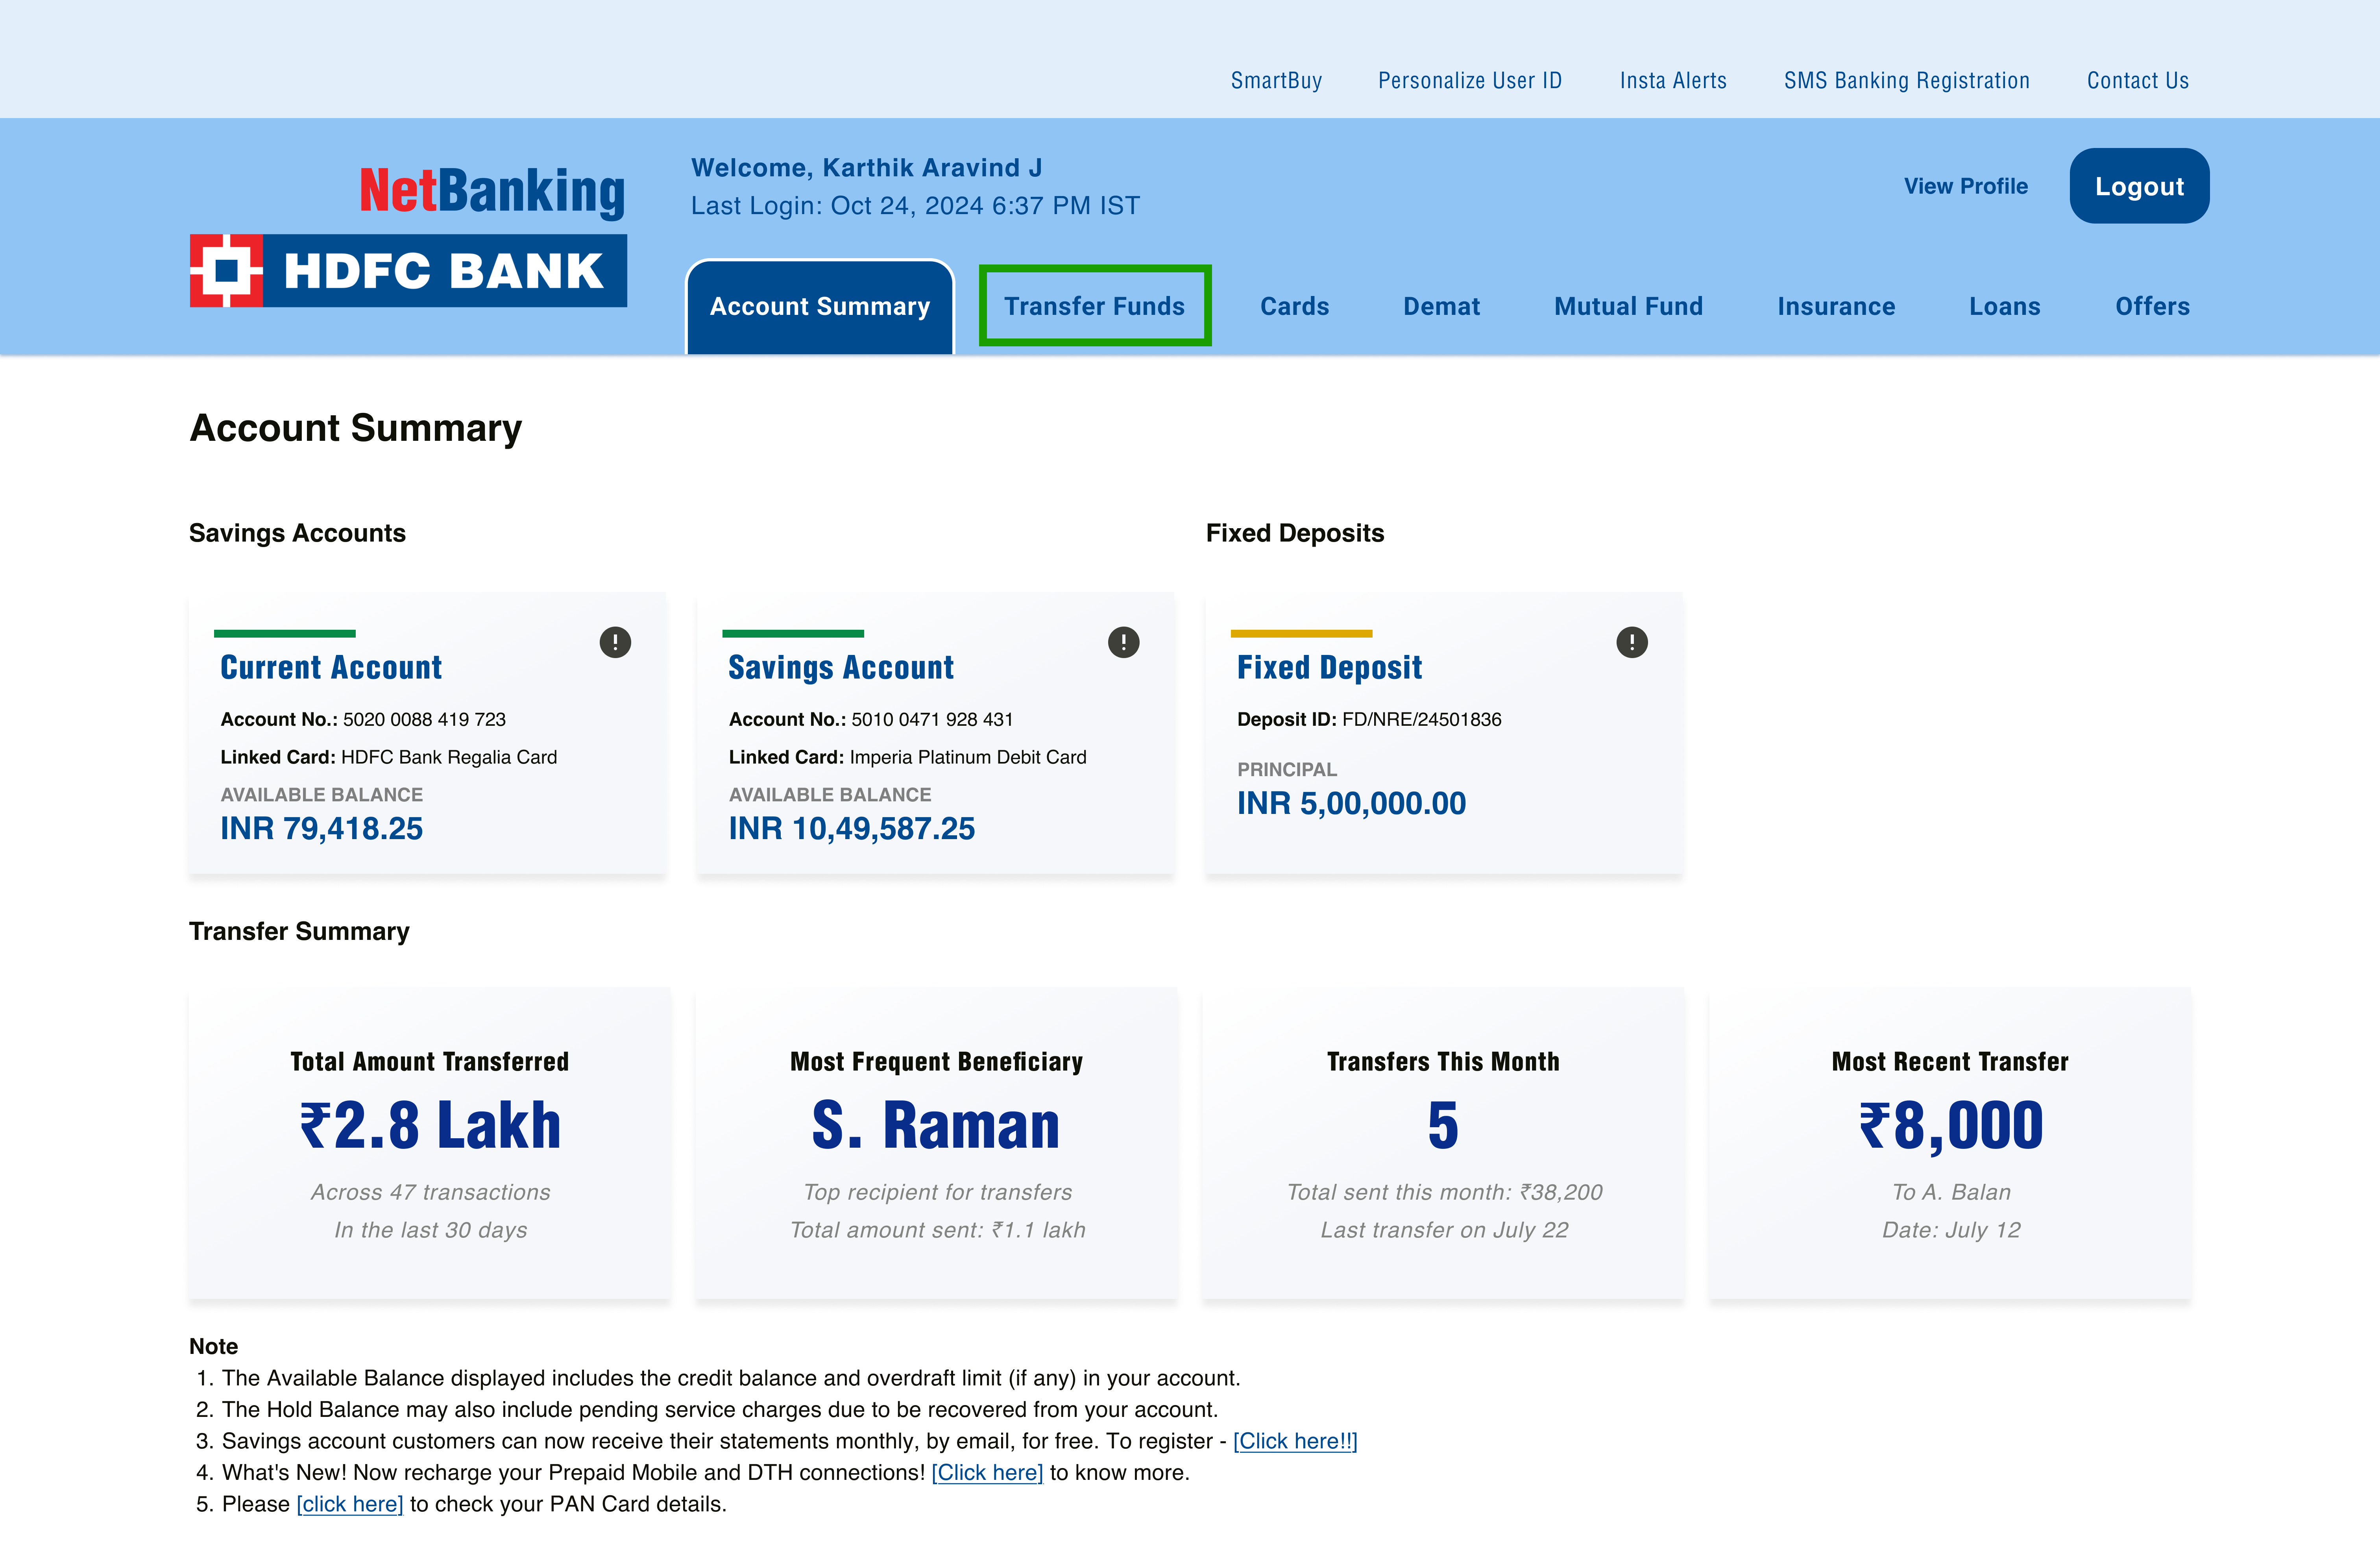 SmartBuy Personalize User ID Insta Alerts SMS Banking Registration Contact Us
NetBanking
HDFC BANK
Welcome, Karthik Aravind J
Last Login: Oct 24, 2024 6:37 PM IST
View Profile
Logout
Account Summary Transfer Funds Cards Demat Mutual Fund Insurance Loans Offers
Account Summary
Savings Accounts
Current Account
Account No.: 5020 0088 419 723
Linked Card: HDFC Bank Regalia Card
AVAILABLE BALANCE
INR 79,418.25
Savings Account
Account No.: 5010 0471 928 431
Linked Card: Imperia Platinum Debit Card
AVAILABLE BALANCE
INR 10,49,587.25
Fixed Deposits
Fixed Deposit
Deposit ID: FD/NRE/24501836
PRINCIPAL
INR 5,00,000.00
Transfer Summary
Total Amount Transferred
₹2.8 Lakh
Across 47 transactions
In the last 30 days
Most Frequent Beneficiary
S. Raman
Top recipient for transfers
Total amount sent: ₹1.1 lakh
Transfers This Month
5
Total sent this month: ₹38,200
Last transfer on July 22
Most Recent Transfer
₹8,000
To A. Balan
Date: July 12
Note
1. The Available Balance displayed includes the credit balance and overdraft limit (if any) in your account.
2. The Hold Balance may also include pending service charges due to be recovered from your account.
3. Savings account customers can now receive their statements monthly, by email, for free. To register - [Click here!!]
4. What's New! Now recharge your Prepaid Mobile and DTH connections! [Click here] to know more.
5. Please [click here] to check your PAN Card details.